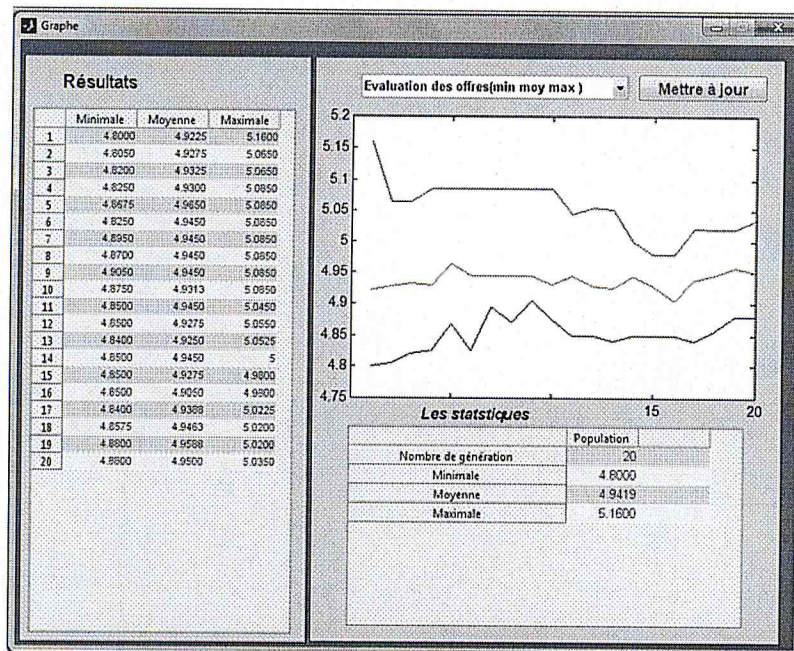 Graphe
Résultats
Minimale Moyenne Maximale
1 4.8000 4.9225 5.1600
2 4.8050 4.9275 5.0650
3 4.8200 4.9325 5.0650
4 4.8250 4.9300 5.0850
5 4.8675 4.9650 5.0850
6 4.8250 4.9450 5.0850
7 4.8950 4.9450 5.0850
8 4.8700 4.9450 5.0850
9 4.9050 4.9450 5.0850
10 4.8750 4.9313 5.0850
11 4.8500 4.9450 5.0450
12 4.8500 4.9275 5.0550
13 4.8400 4.9250 5.0525
14 4.8500 4.9450 5
15 4.8500 4.9275 4.9800
16 4.8500 4.9050 4.9800
17 4.8400 4.9388 5.0225
18 4.8575 4.9463 5.0200
19 4.8800 4.9588 5.0200
20 4.8800 4.9500 5.0350
Evaluation des offres(min moy max )
Mettre à jour
5.2
5.15
5.1
5.05
5
4.95
4.9
4.85
4.8
4.75
15 20
Les statstiques
Population
Nombre de génération 20
Minimale 4.8000
Moyenne 4.9419
Maximale 5.1600